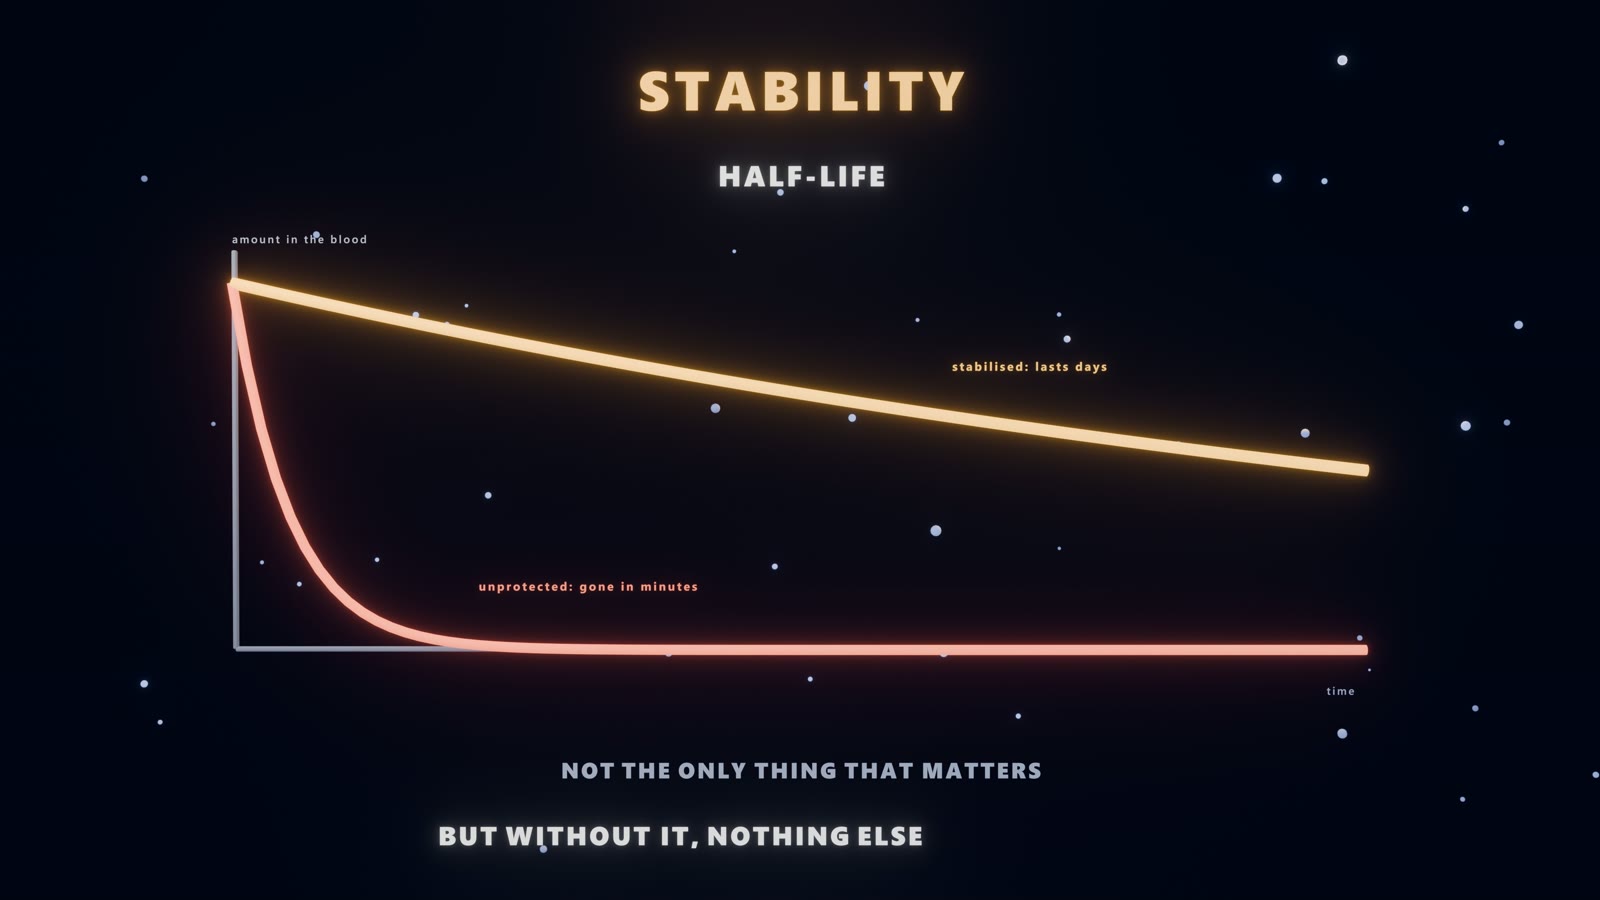 STABILITY
HALF-LIFE
amount in the blood
stabilised: lasts days
unprotected: gone in minutes
time
NOT THE ONLY THING THAT MATTERS
BUT WITHOUT IT, NOTHING ELSE